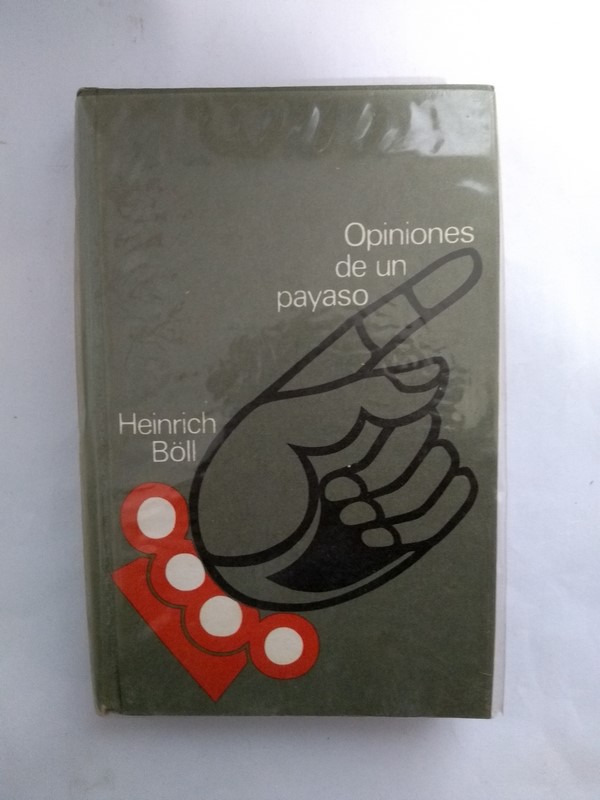 Opiniones
de un
payaso
Heinrich
Böll